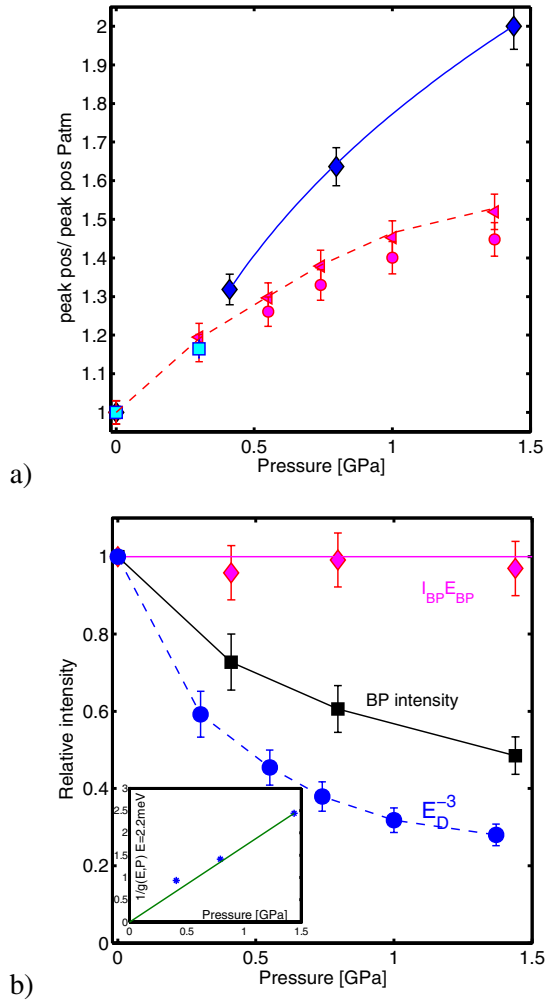 2
1.9
1.8
1.7
1.6
1.5
1.4
1.3
1.2
1.1
1
peak pos/ peak pos Patm
0 0.5 1 1.5
Pressure [GPa]
a)
1
0.8
0.6
0.4
0.2
0
Relative intensity
I_BP E_BP
BP intensity
E_D^-3
3
2.5
2
1.5
1
0.5
0
1/g(E,P) E=2.2meV
Pressure [GPa]
0.5 1 1.5
0 0.5 1 1.5
Pressure [GPa]
b)